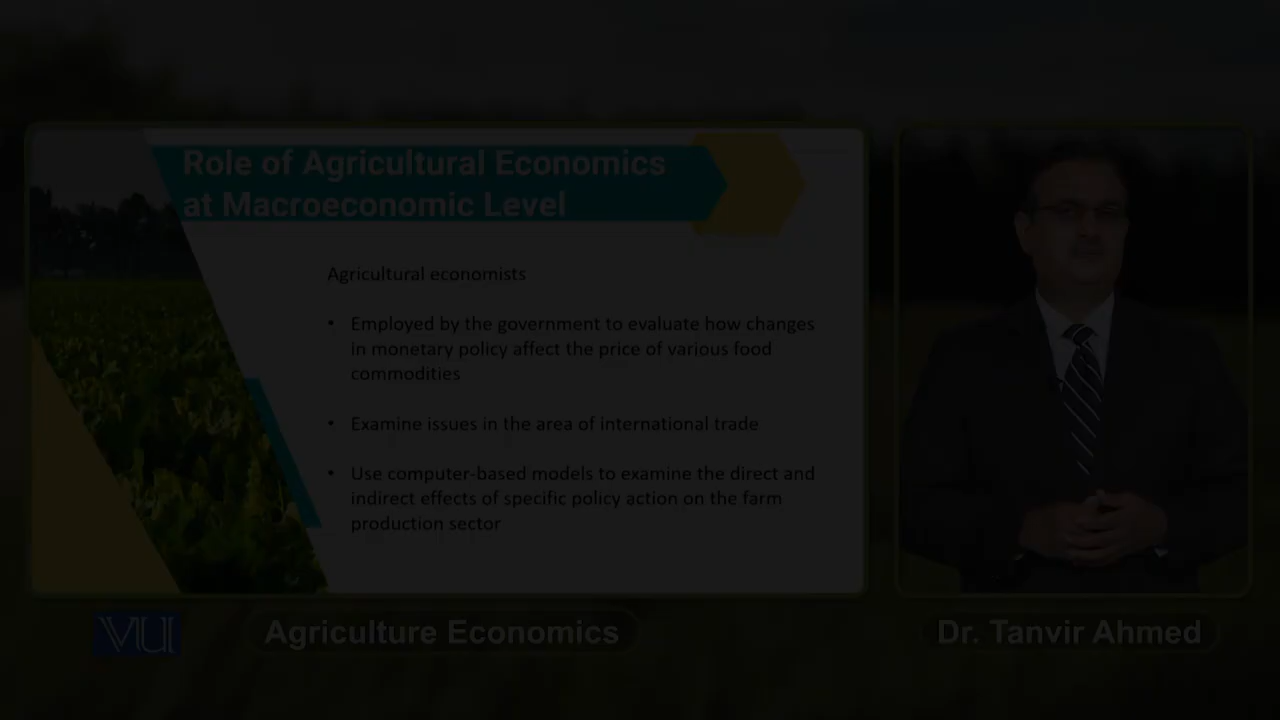 Role of Agricultural Economics
at Macroeconomic Level
Agricultural economists
• Employed by the government to evaluate how changes
in monetary policy affect the price of various food
commodities
• Examine issues in the area of international trade
• Use computer-based models to examine the direct and
indirect effects of specific policy action on the farm
production sector
VU
Agriculture Economics
Dr. Tanvir Ahmed